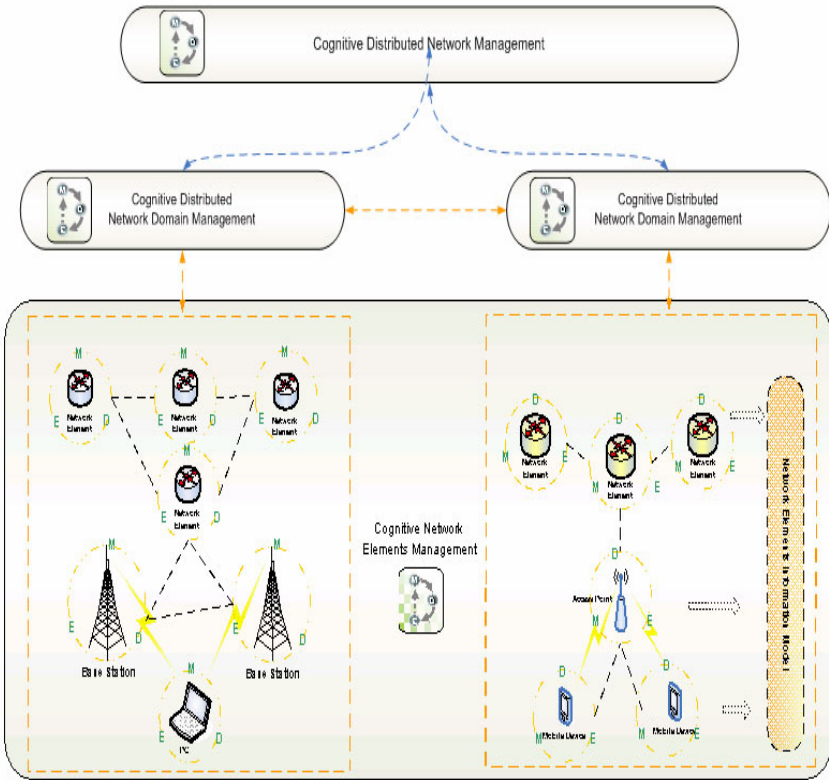 Cognitive Distributed Network Management
M
D
E
Cognitive Distributed
Network Domain Management
M
D
E
Cognitive Distributed
Network Domain Management
M
D
E
M
Network
Element
E
D
M
Network
Element
E
D
M
Network
Element
E
D
M
Network
Element
E
D
M
E
D
Base Station
M
E
D
Base Station
M
E
D
PC
Cognitive Network
Elements Management
M
D
E
D
Network
Element
M
E
D
Network
Element
M
E
D
Network
Element
M
E
D
Access Point
M
E
D
Mobile Device
M
E
D
Mobile Device
M
E
Network Elements Information Model